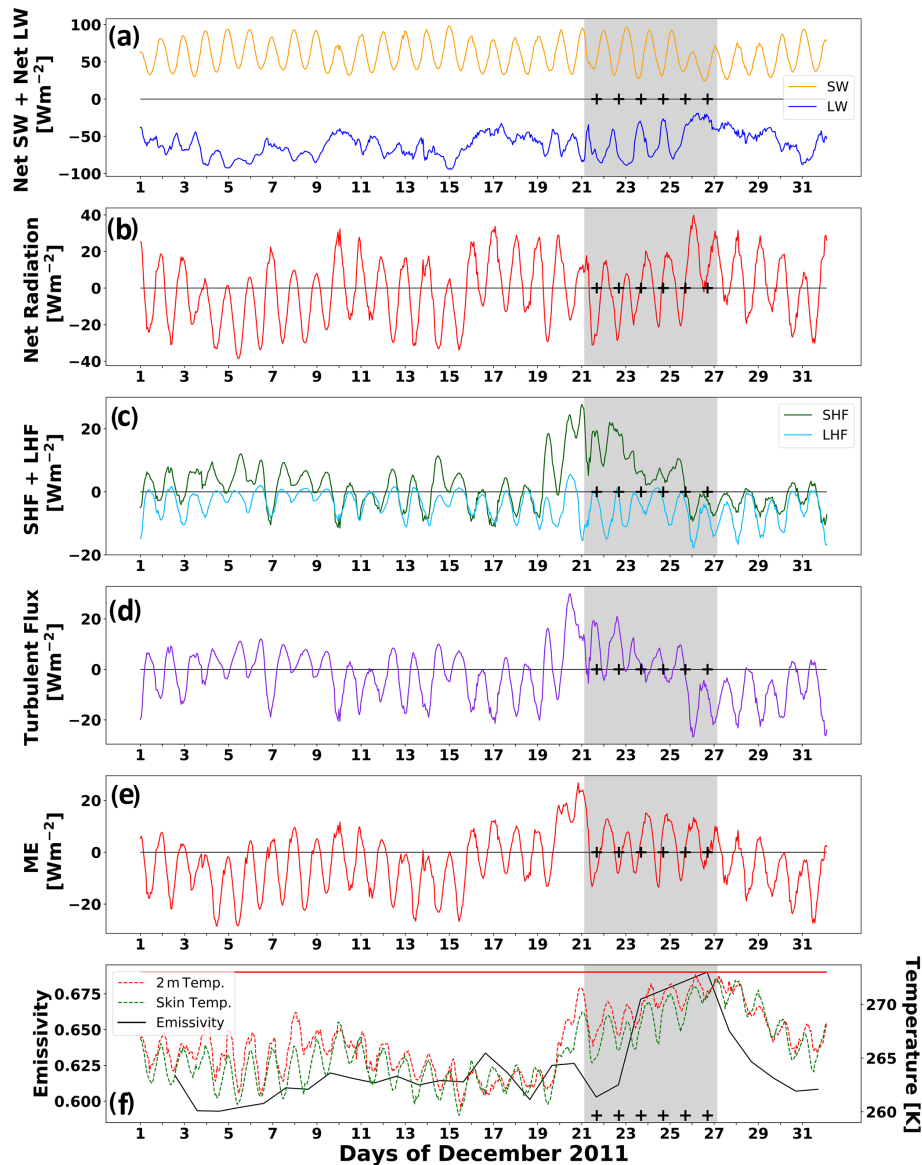 (a)
Net SW + Net LW
[Wm−2]
100
50
0
−50
−100
SW
LW
1 3 5 7 9 11 13 15 17 19 21 23 25 27 29 31
(b)
Net Radiation
[Wm−2]
40
20
0
−20
−40
1 3 5 7 9 11 13 15 17 19 21 23 25 27 29 31
(c)
SHF + LHF
[Wm−2]
20
0
−20
SHF
LHF
1 3 5 7 9 11 13 15 17 19 21 23 25 27 29 31
(d)
Turbulent Flux
[Wm−2]
20
0
−20
1 3 5 7 9 11 13 15 17 19 21 23 25 27 29 31
(e)
ME
[Wm−2]
20
0
−20
1 3 5 7 9 11 13 15 17 19 21 23 25 27 29 31
(f)
Emissivity
0.675
0.650
0.625
0.600
2 m Temp.
Skin Temp.
Emissivity
Temperature [K]
270
265
260
1 3 5 7 9 11 13 15 17 19 21 23 25 27 29 31
Days of December 2011